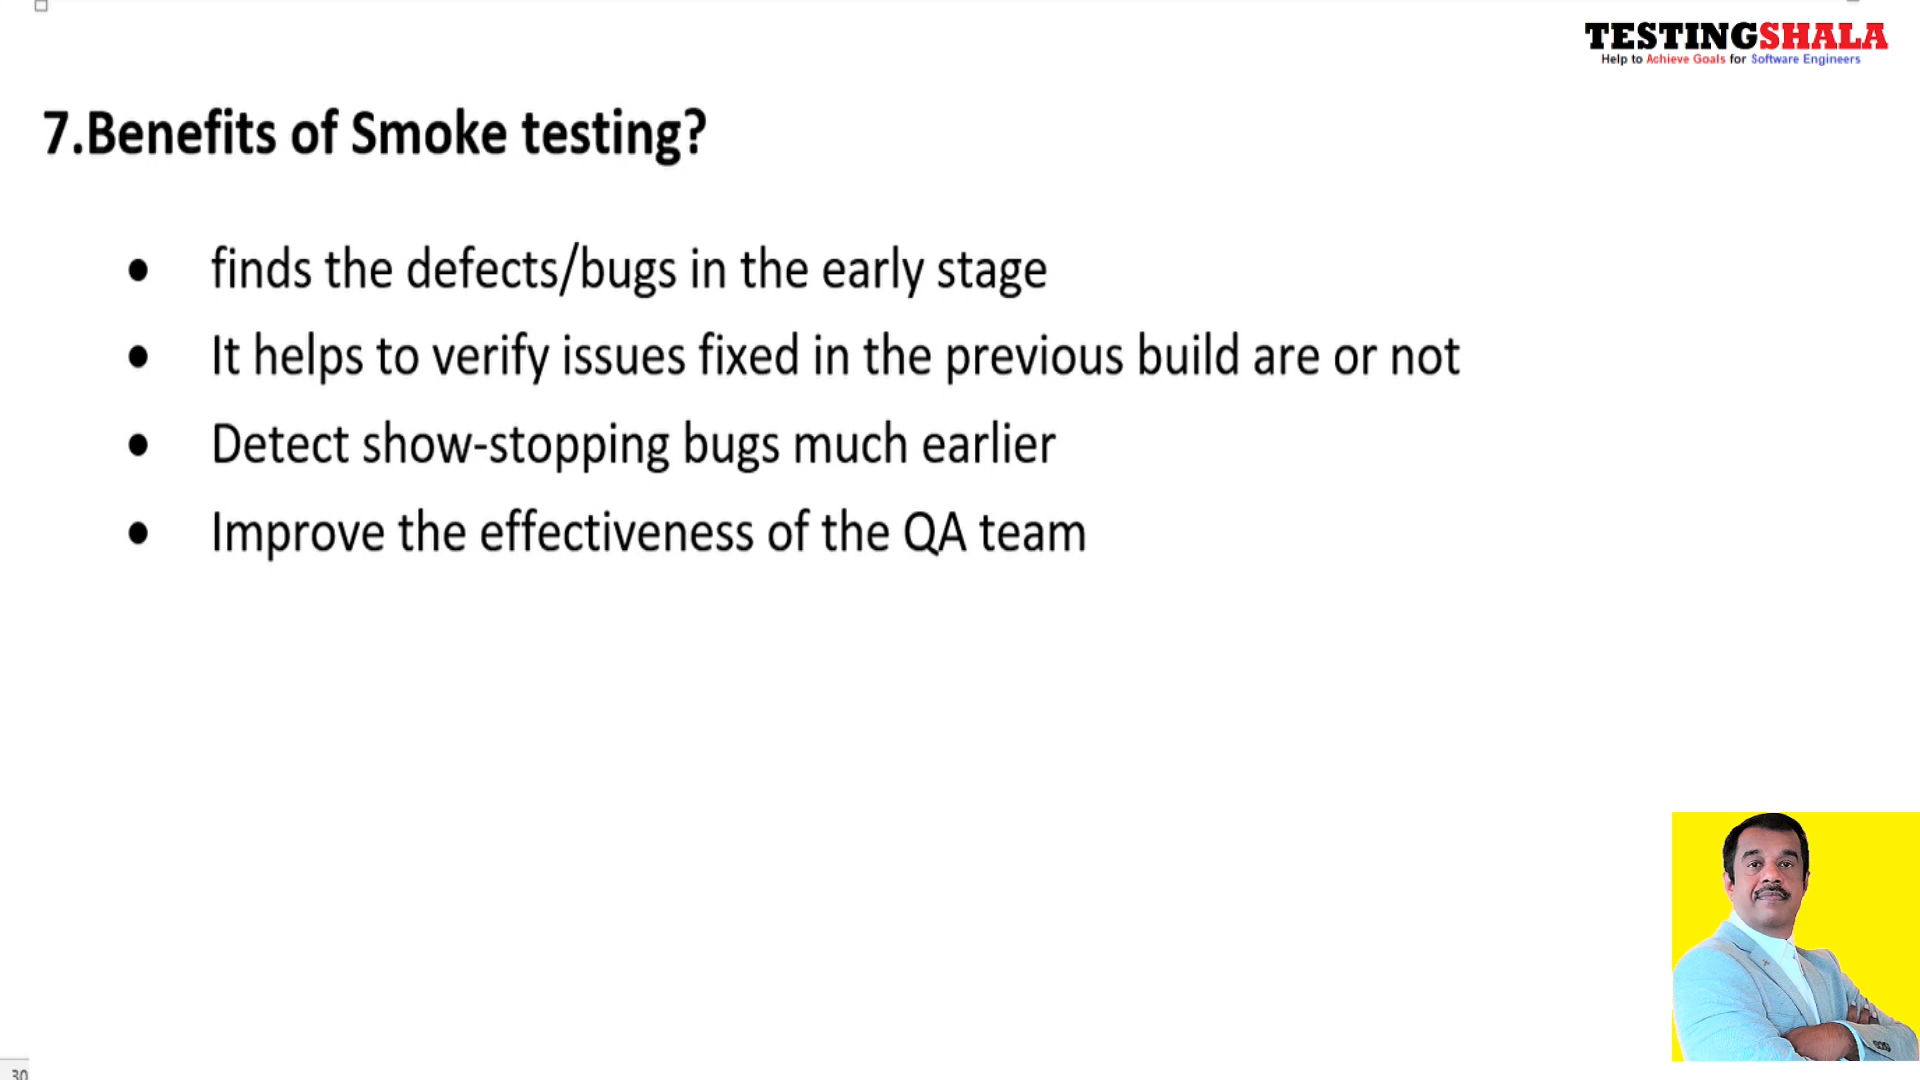 TESTINGSHALA
Help to Achieve Goals for Software Engineers
7.Benefits of Smoke testing?
• finds the defects/bugs in the early stage
• It helps to verify issues fixed in the previous build are or not
• Detect show-stopping bugs much earlier
• Improve the effectiveness of the QA team
30